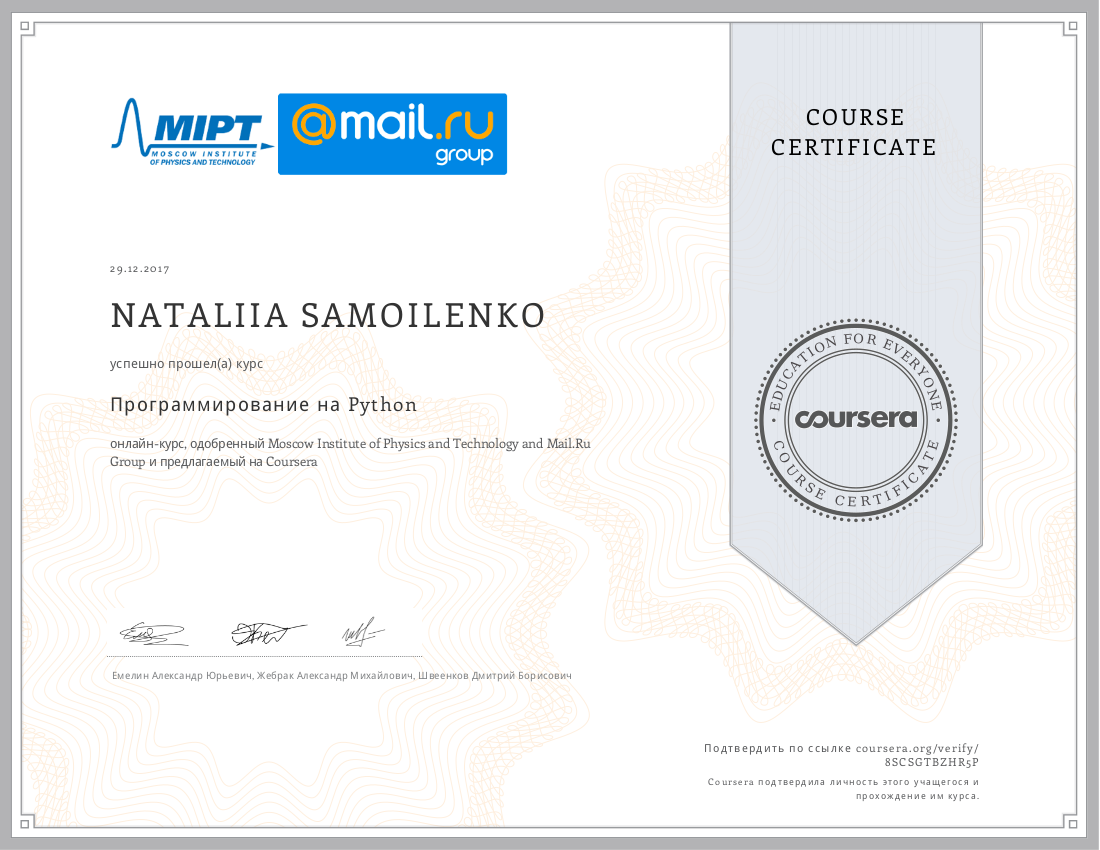 MIPT
MOSCOW INSTITUTE
OF PHYSICS AND TECHNOLOGY
@mail.ru
group
COURSE
CERTIFICATE
29.12.2017
NATALIIA SAMOILENKO
успешно прошел(а) курс
Программирование на Python
онлайн-курс, одобренный Moscow Institute of Physics and Technology and Mail.Ru
Group и предлагаемый на Coursera
EDUCATION FOR EVERYONE
coursera
COURSE CERTIFICATE
Емелин Александр Юрьевич, Жебрак Александр Михайлович, Швеенков Дмитрий Борисович
Подтвердить по ссылке coursera.org/verify/
8SCSGTBZHR5P
Coursera подтвердила личность этого учащегося и
прохождение им курса.